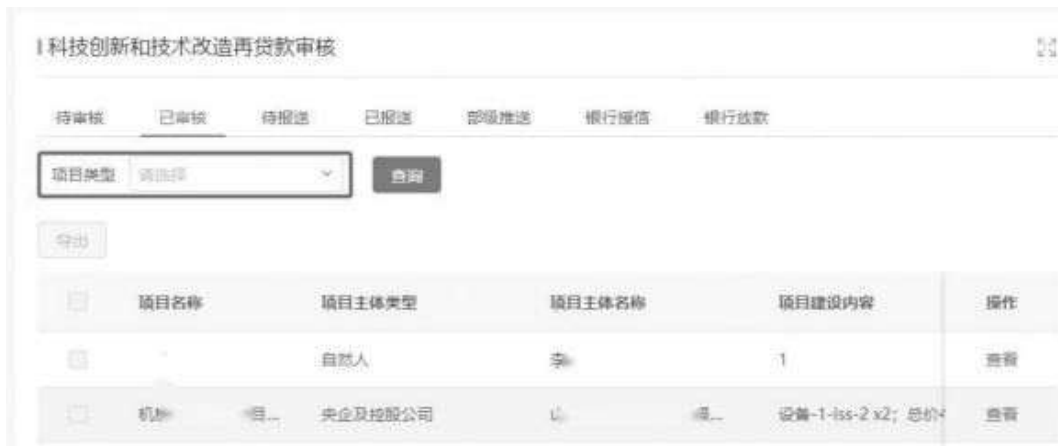 科技创新和技术改造再贷款审核
待审核 已审核 待报送 已报送 部级推送 银行授信 银行放款
项目类型 请选择 查询
导出
项目名称 项目主体类型 项目主体名称 项目建设内容 操作
自然人 李 1 查看
机 项目... 央企及控股公司 设备-1-lss-2 x2；总价 查看